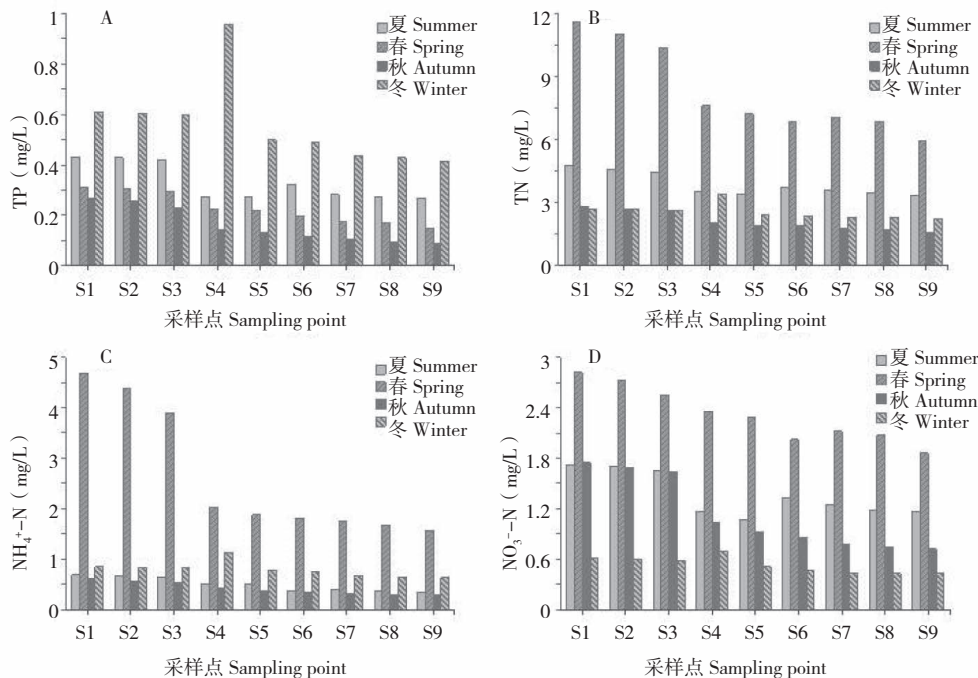 A
夏 Summer
春 Spring
秋 Autumn
冬 Winter
TP（mg/L）
1
0.8
0.6
0.4
0.2
0
S1 S2 S3 S4 S5 S6 S7 S8 S9
采样点 Sampling point
B
夏 Summer
春 Spring
秋 Autumn
冬 Winter
TN（mg/L）
12
9
6
3
0
S1 S2 S3 S4 S5 S6 S7 S8 S9
采样点 Sampling point
C
夏 Summer
春 Spring
秋 Autumn
冬 Winter
NH₄⁺-N（mg/L）
5
4
3
2
1
0
S1 S2 S3 S4 S5 S6 S7 S8 S9
采样点 Sampling point
D
夏 Summer
春 Spring
秋 Autumn
冬 Winter
NO₃⁻-N（mg/L）
3
2.4
1.8
1.2
0.6
0
S1 S2 S3 S4 S5 S6 S7 S8 S9
采样点 Sampling point